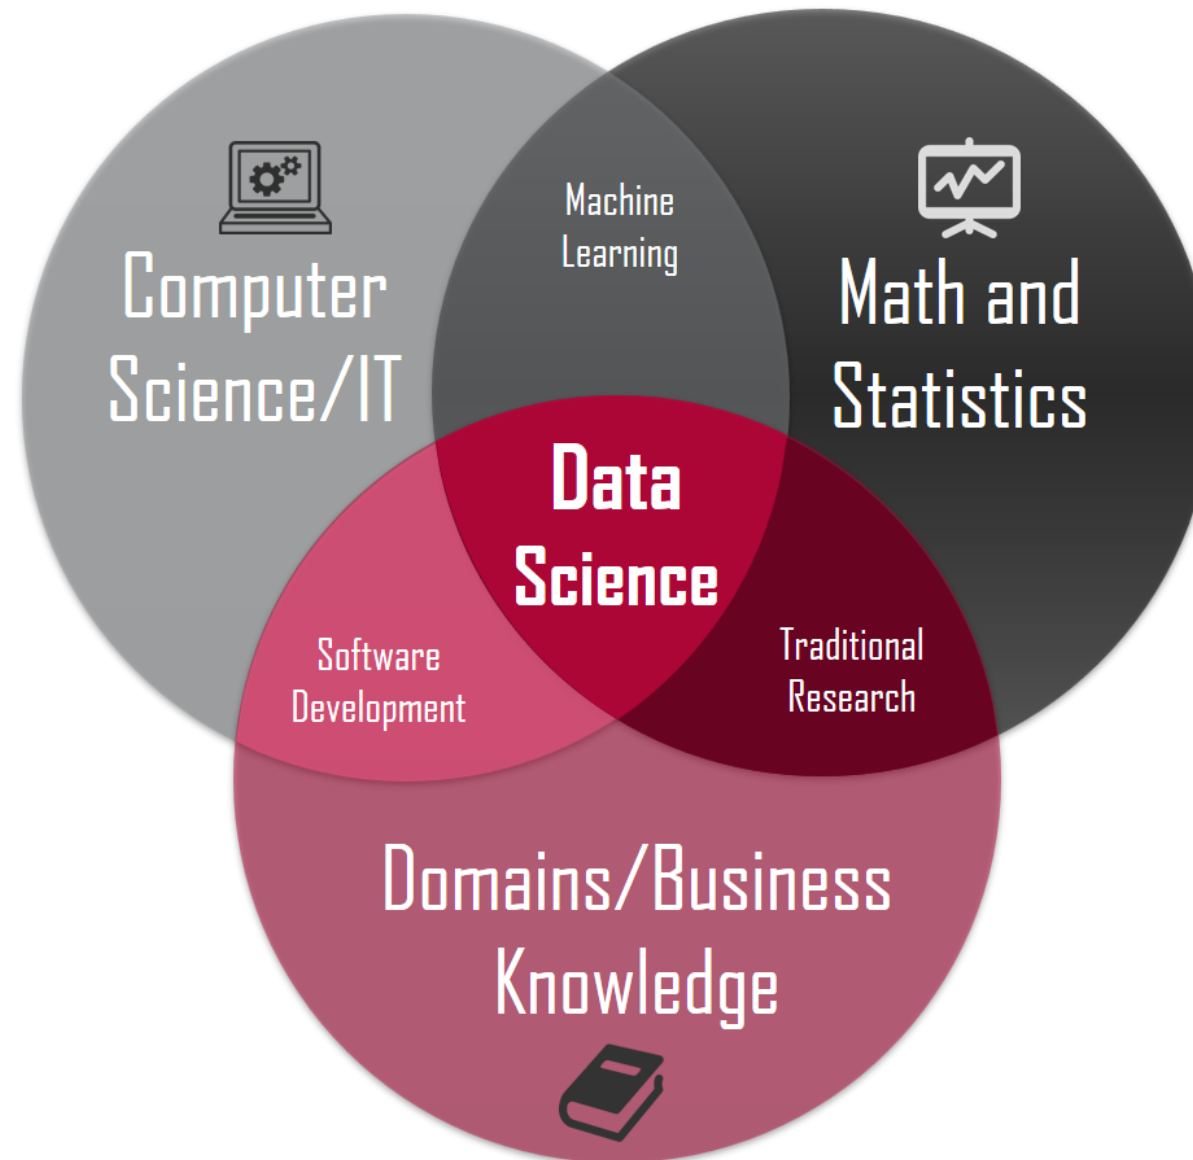 Machine
Learning
Computer
Science/IT
Math and
Statistics
Data
Science
Software
Development
Traditional
Research
Domains/Business
Knowledge